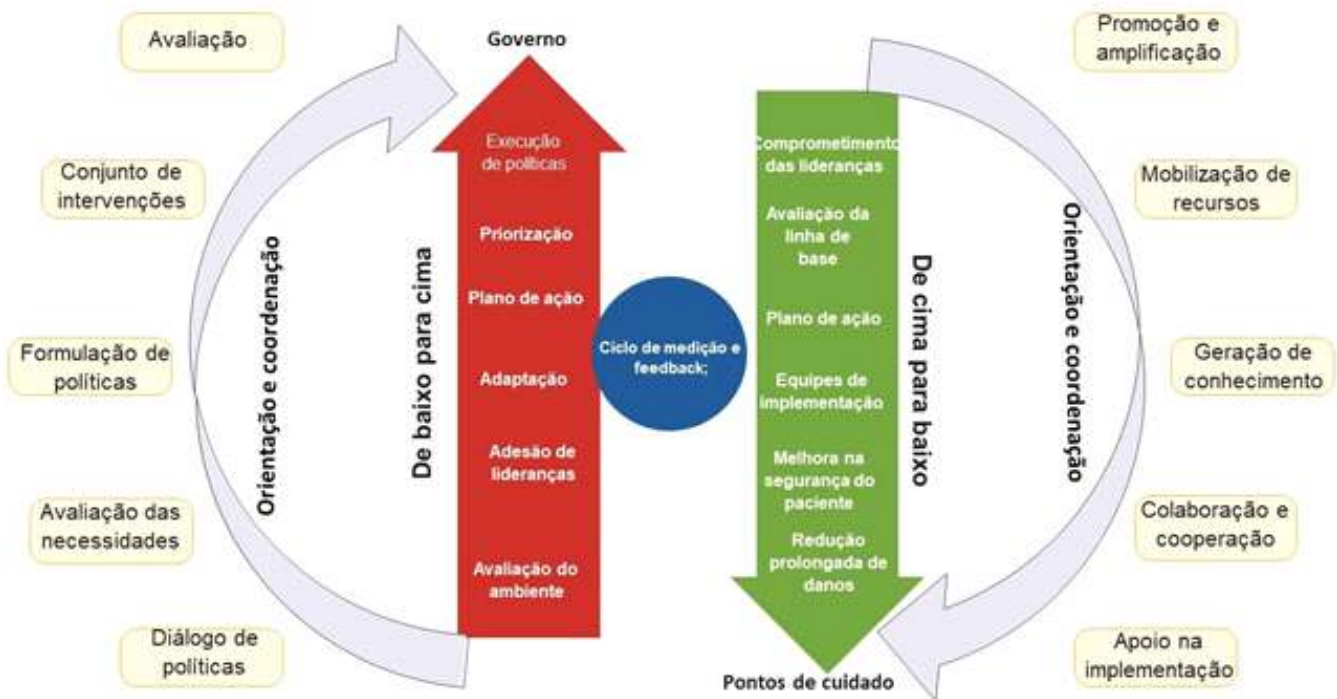 Avaliação
Conjunto de
intervenções
Formulação de
políticas
Avaliação das
necessidades
Diálogo de
políticas
Orientação e coordenação
De baixo para cima
Governo
Execução
de políticas
Priorização
Plano de ação
Adaptação
Adesão de
lideranças
Avaliação do
ambiente
Ciclo de medição e
feedback;
Comprometimento
das lideranças
Avaliação da
linha de
base
Plano de ação
Equipes de
implementação
Melhora na
segurança do
paciente
Redução
prolongada de
danos
Pontos de cuidado
De cima para baixo
Orientação e coordenação
Promoção e
amplificação
Mobilização de
recursos
Geração de
conhecimento
Colaboração e
cooperação
Apoio na
implementação